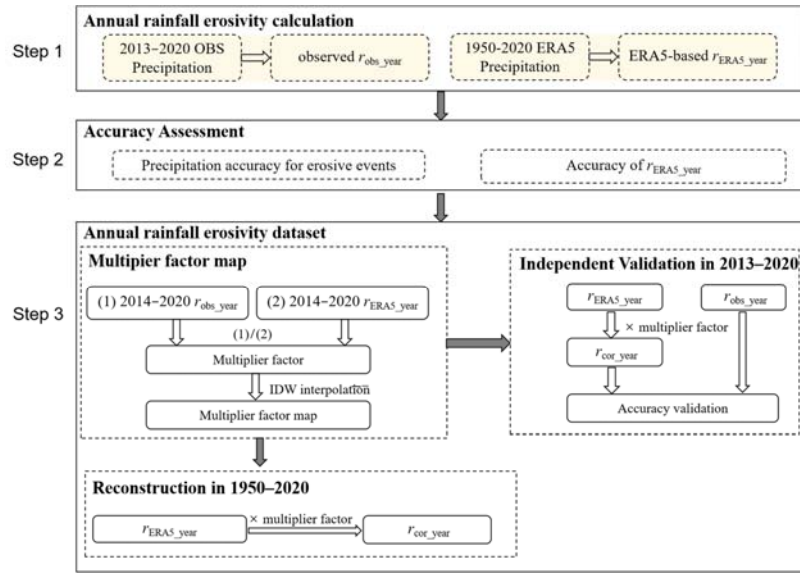 Step 1
Annual rainfall erosivity calculation
2013–2020 OBS
Precipitation
observed r_obs_year
1950-2020 ERA5
Precipitation
ERA5-based r_ERA5_year
Step 2
Accuracy Assessment
Precipitation accuracy for erosive events
Accuracy of r_ERA5_year
Step 3
Annual rainfall erosivity dataset
Multipier factor map
(1) 2014–2020 r_obs_year
(2) 2014–2020 r_ERA5_year
(1)/(2)
Multiplier factor
IDW interpolation
Multiplier factor map
Independent Validation in 2013–2020
r_ERA5_year
r_obs_year
× multiplier factor
r_cor_year
Accuracy validation
Reconstruction in 1950–2020
r_ERA5_year
× multiplier factor
r_cor_year